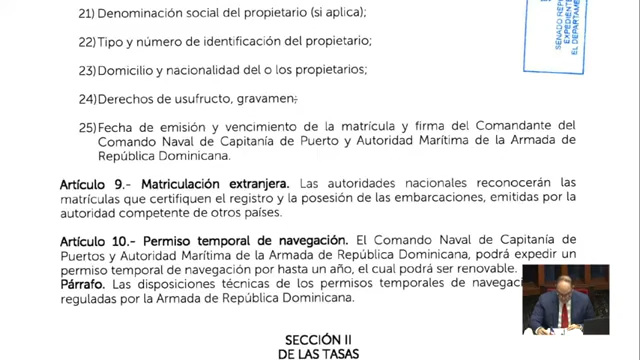 21) Denominación social del propietario (si aplica);
SENADO REP
EXPEDIENTE
EL DEPARTAME
22) Tipo y número de identificación del propietario;
23) Domicilio y nacionalidad del o los propietarios;
24) Derechos de usufructo, gravamen;
25) Fecha de emisión y vencimiento de la matrícula y firma del Comandante del
Comando Naval de Capitanía de Puerto y Autoridad Marítima de la Armada de
República Dominicana.
Artículo 9.- Matriculación extranjera. Las autoridades nacionales reconocerán las
matrículas que certifiquen el registro y la posesión de las embarcaciones, emitidas por la
autoridad competente de otros países.
Artículo 10.- Permiso temporal de navegación. El Comando Naval de Capitanía de
Puertos y Autoridad Marítima de la Armada de República Dominicana, podrá expedir un
permiso temporal de navegación por hasta un año, el cual podrá ser renovable.
Párrafo. Las disposiciones técnicas de los permisos temporales de navegac
reguladas por la Armada de República Dominicana.
SECCIÓN II
DE LAS TASAS